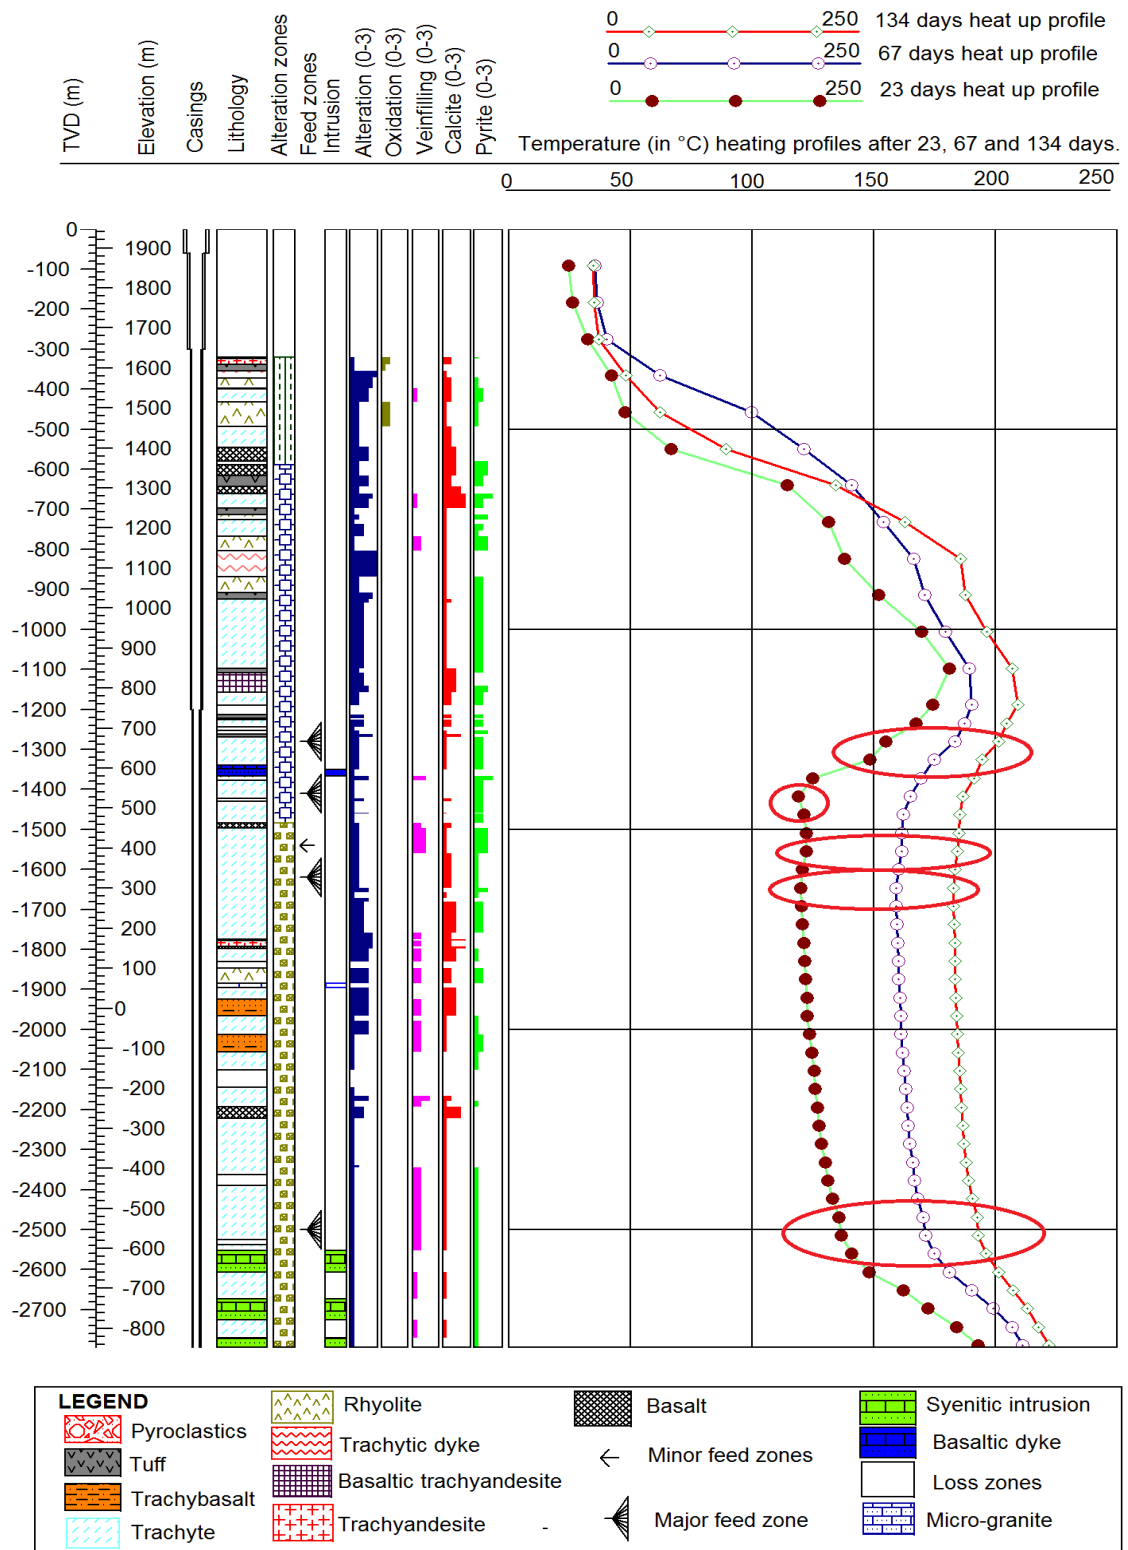 0 250 134 days heat up profile
0 250 67 days heat up profile
0 250 23 days heat up profile
Temperature (in °C) heating profiles after 23, 67 and 134 days.
TVD (m)
Elevation (m)
Casings
Lithology
Alteration zones
Feed zones
Intrusion
Alteration (0-3)
Oxidation (0-3)
Veinfilling (0-3)
Calcite (0-3)
Pyrite (0-3)
0 50 100 150 200 250
0
1900
-100
1800
-200
1700
-300
1600
-400
1500
-500
1400
-600
1300
-700
1200
-800
1100
-900
1000
-1000
900
-1100
800
-1200
700
-1300
600
-1400
500
-1500
400
-1600
300
-1700
200
-1800
100
-1900
0
-2000
-100
-2100
-200
-2200
-300
-2300
-400
-2400
-500
-2500
-600
-2600
-700
-2700
-800
LEGEND
Pyroclastics
Tuff
Trachybasalt
Trachyte
Rhyolite
Trachytic dyke
Basaltic trachyandesite
Trachyandesite
-
Basalt
Minor feed zones
Major feed zone
Syenitic intrusion
Basaltic dyke
Loss zones
Micro-granite